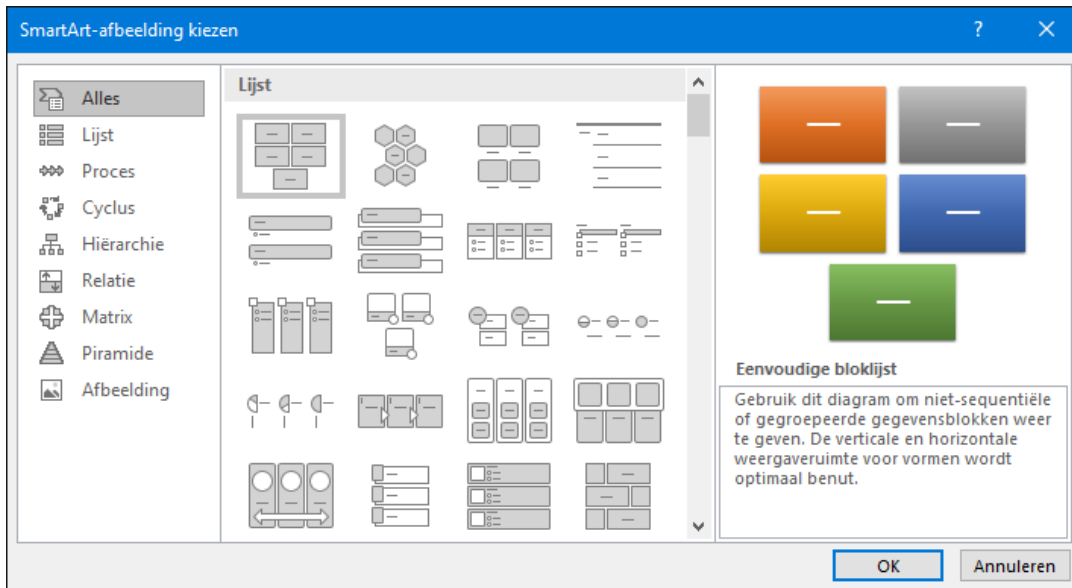 SmartArt-afbeelding kiezen
Alles
Lijst
Proces
Cyclus
Hiërarchie
Relatie
Matrix
Piramide
Afbeelding
Lijst
Eenvoudige bloklijst
Gebruik dit diagram om niet-sequentiële
of gegroepeerde gegevensblokken weer
te geven. De verticale en horizontale
weergaveruimte voor vormen wordt
optimaal benut.
OK
Annuleren